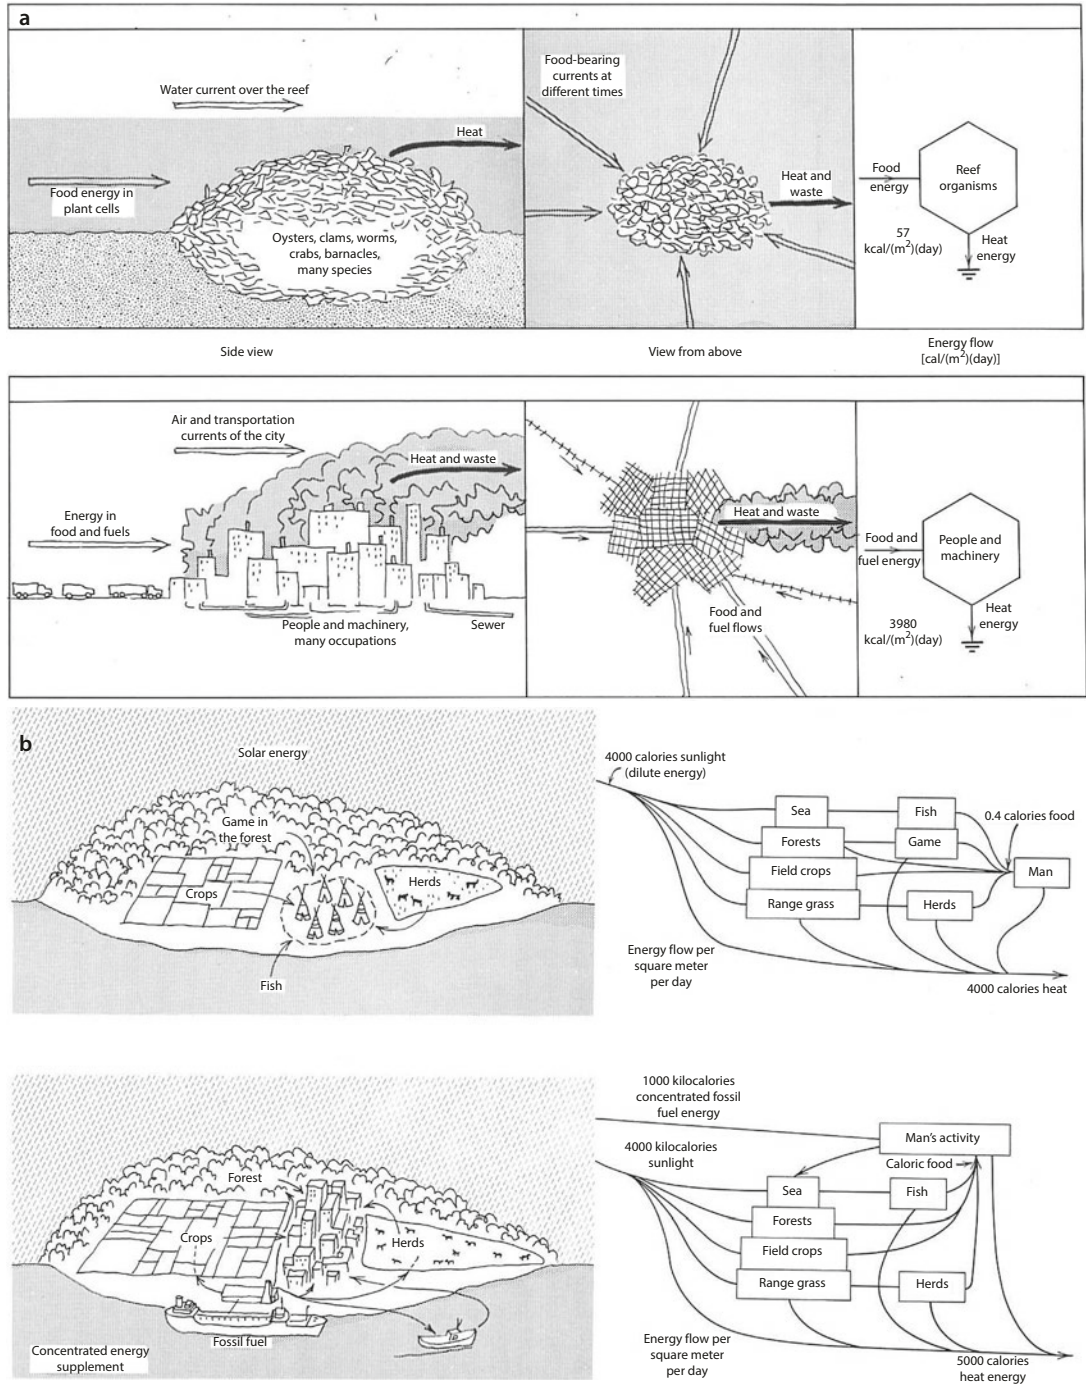 a
Water current over the reef
Heat
Food energy in
plant cells
Oysters, clams, worms,
crabs, barnacles,
many species
Food-bearing
currents at
different times
Heat and
waste
Food
energy
Reef
organisms
57
kcal/(m²)(day)
Heat
energy
Side view
View from above
Energy flow
[cal/(m²)(day)]
Air and transportation
currents of the city
Heat and waste
Energy in
food and fuels
People and machinery,
many occupations
Sewer
Heat and waste
Food and
fuel flows
Food and
fuel energy
People and
machinery
3980
kcal/(m²)(day)
Heat
energy
b
Solar energy
Game in
the forest
Crops
Herds
Fish
4000 calories sunlight
(dilute energy)
Sea
Fish
0.4 calories food
Forests
Game
Field crops
Man
Range grass
Herds
Energy flow per
square meter
per day
4000 calories heat
Forest
Crops
Herds
Fossil fuel
Concentrated energy
supplement
1000 kilocalories
concentrated fossil
fuel energy
4000 kilocalories
sunlight
Man's activity
Caloric food
Sea
Fish
Forests
Field crops
Range grass
Herds
Energy flow per
square meter
per day
5000 calories
heat energy